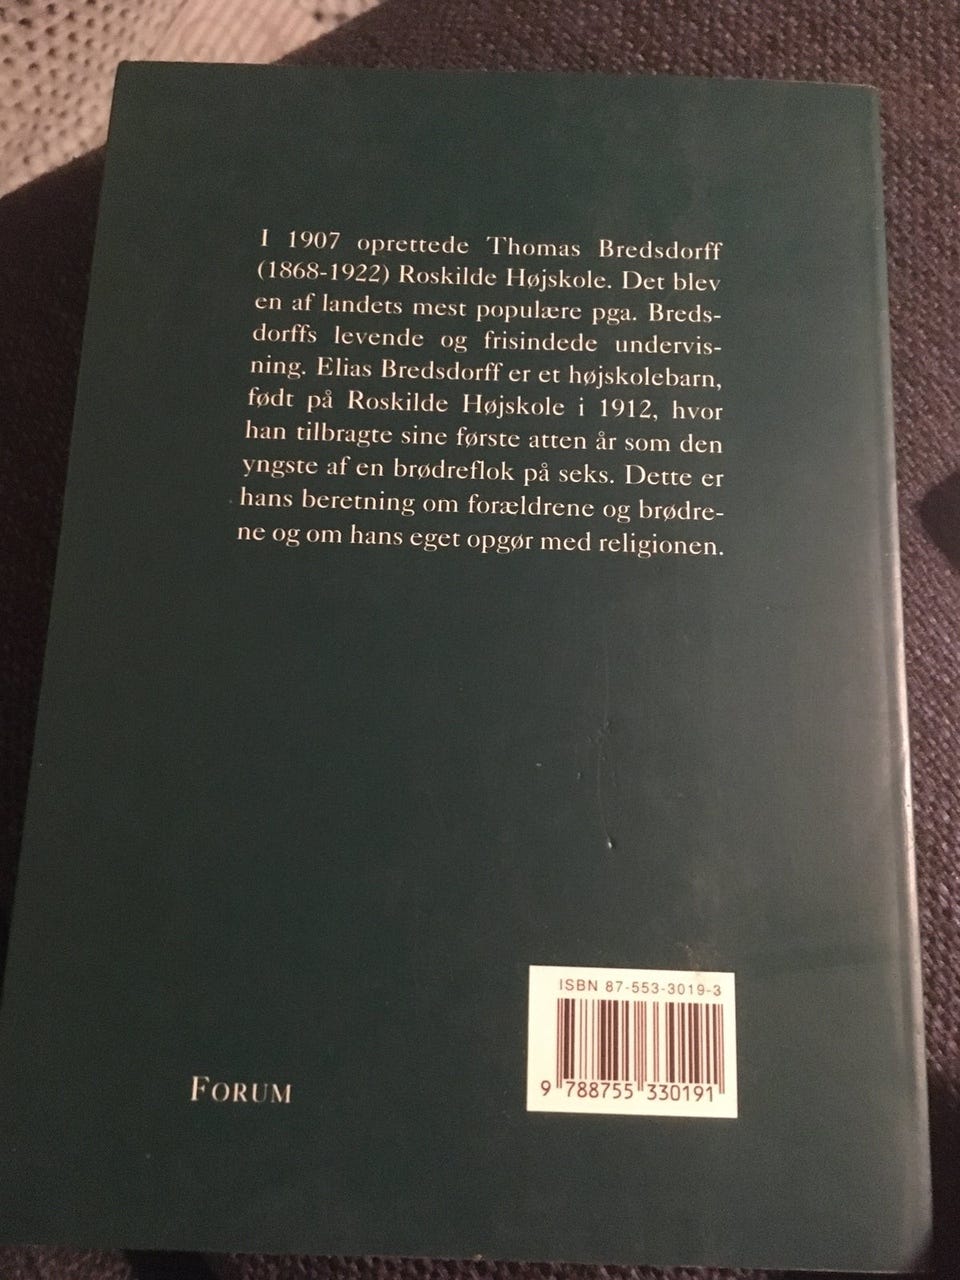 I 1907 oprettede Thomas Bredsdorff
(1868-1922) Roskilde Højskole. Det blev
en af landets mest populære pga. Breds-
dorffs levende og frisindede undervis-
ning. Elias Bredsdorff er et højskolebarn,
født på Roskilde Højskole i 1912, hvor
han tilbragte sine første atten år som den
yngste af en brødreflok på seks. Dette er
hans beretning om forældrene og brødre-
ne og om hans eget opgør med religionen.
ISBN 87-553-3019-3
9 788755 330191
FORUM